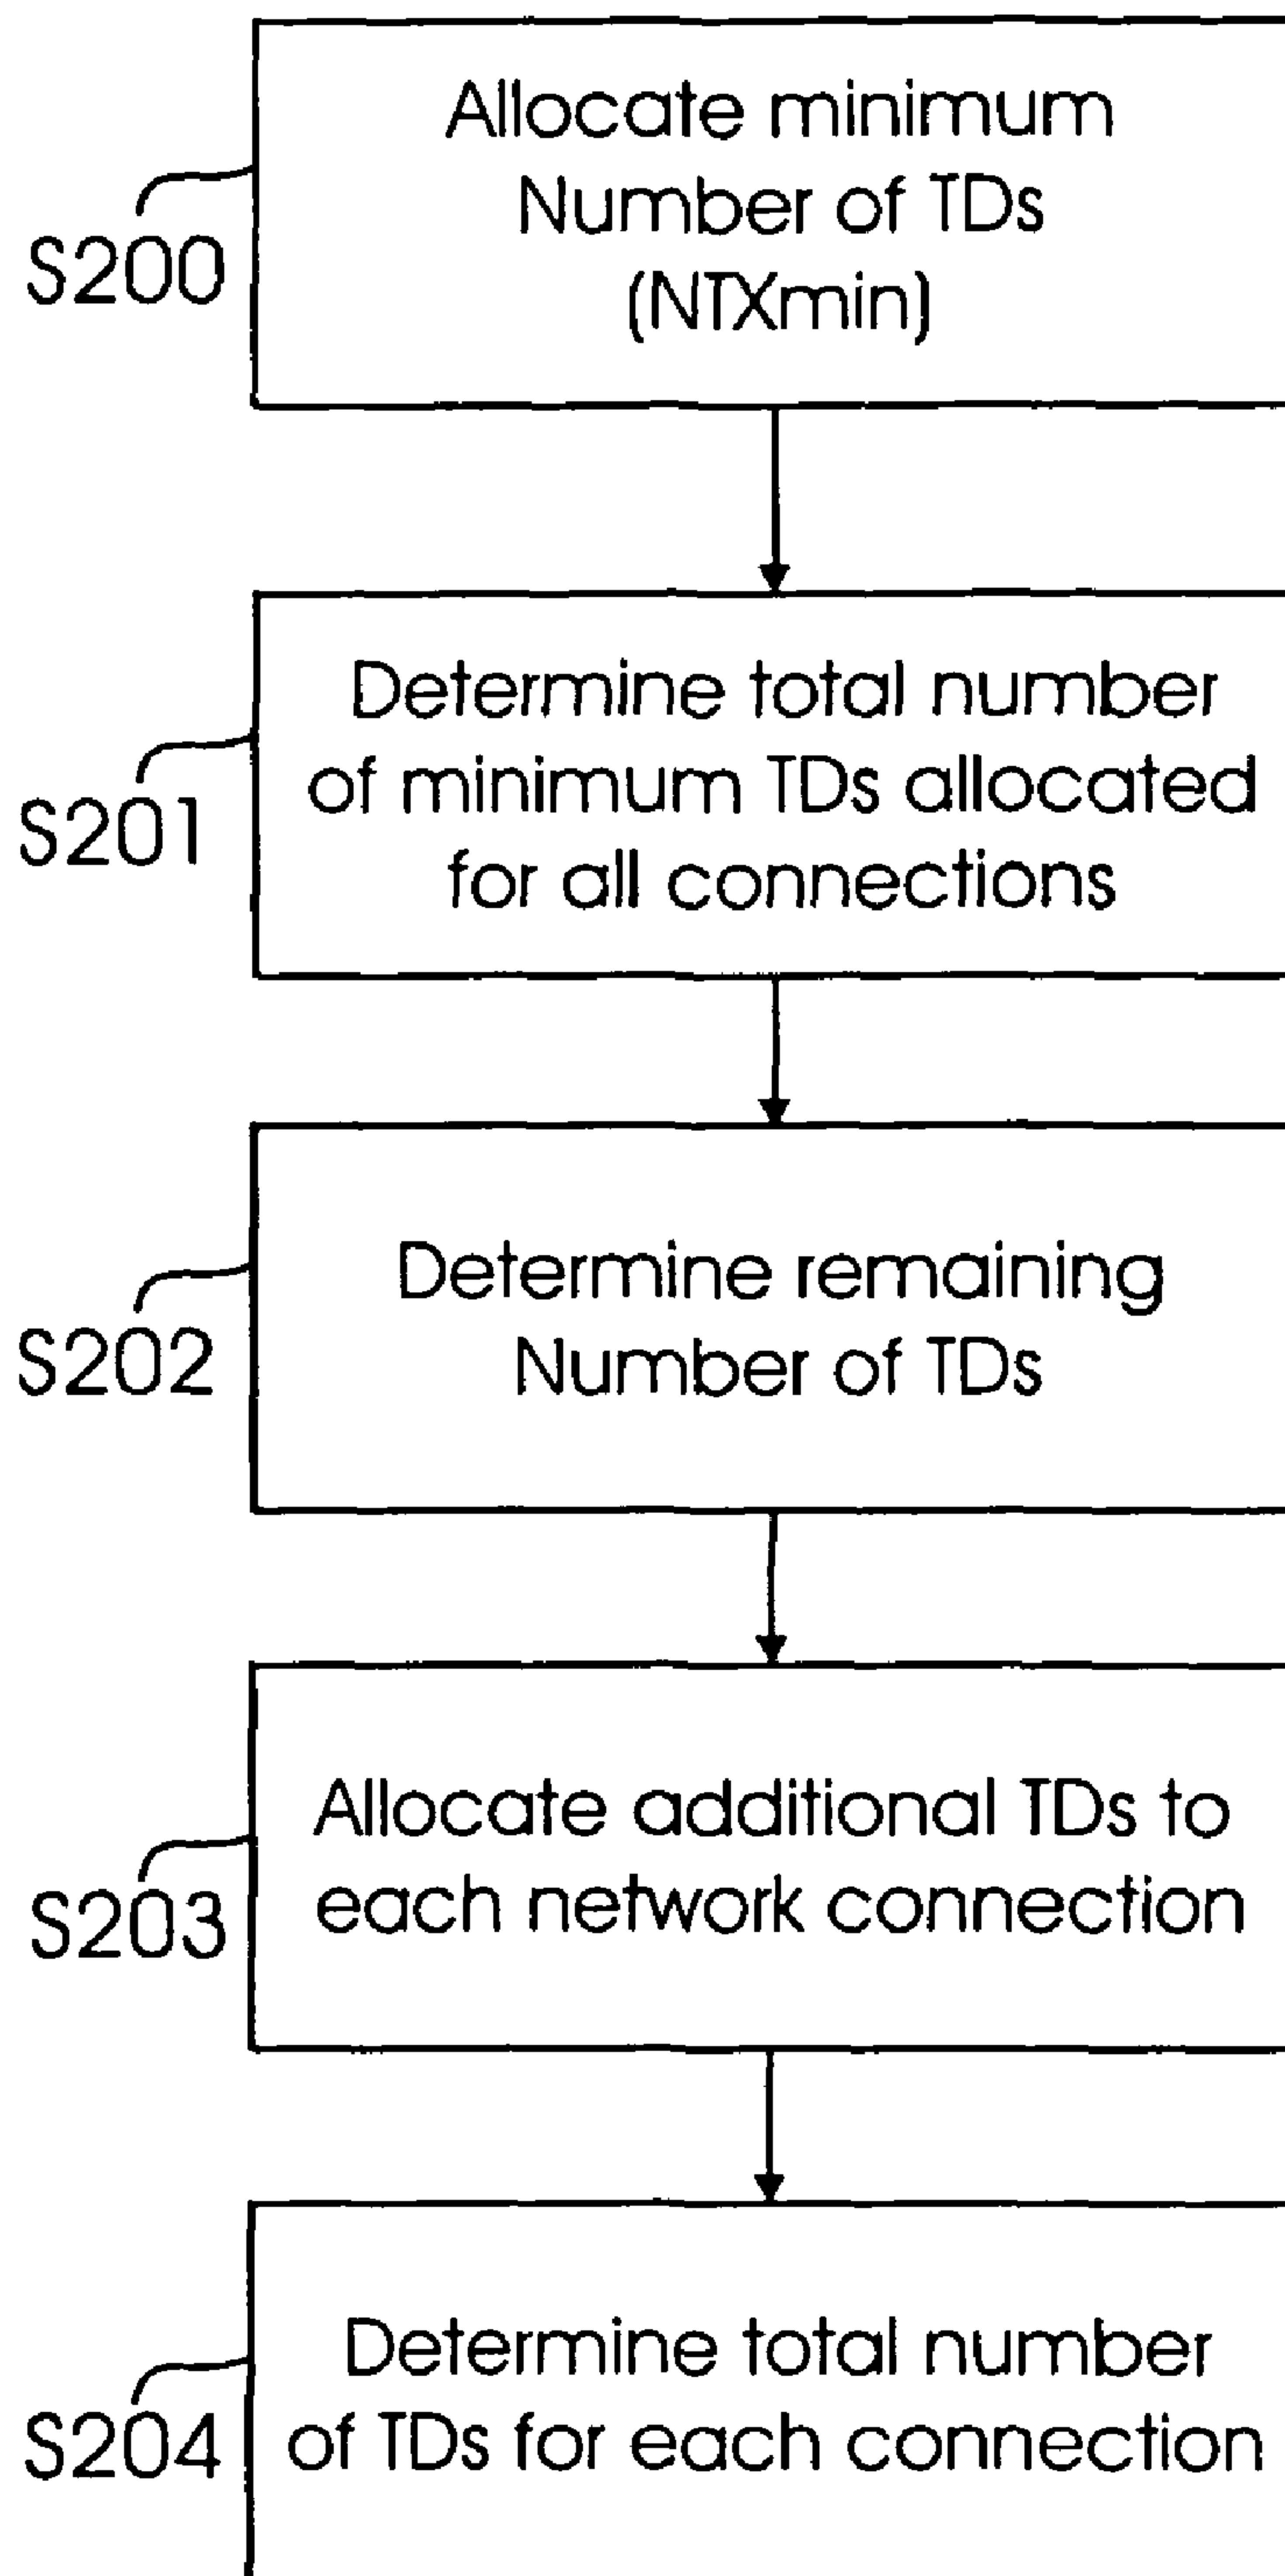 Allocate minimum
Number of TDs
(NTXmin)
S200
Determine total number
of minimum TDs allocated
for all connections
S201
Determine remaining
Number of TDs
S202
Allocate additional TDs to
each network connection
S203
Determine total number
of TDs for each connection
S204